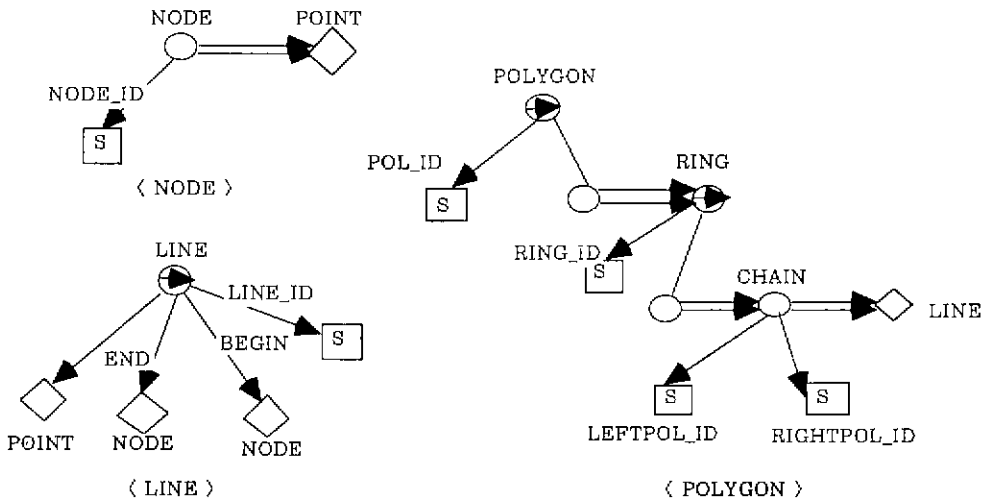 NODE
POINT
NODE_ID
S
〈 NODE 〉
POLYGON
POL_ID
S
RING
RING_ID
S
CHAIN
LINE
S
S
LEFTPOL_ID
RIGHTPOL_ID
〈 POLYGON 〉
LINE
LINE_ID
S
BEGIN
END
POINT
NODE
NODE
〈 LINE 〉